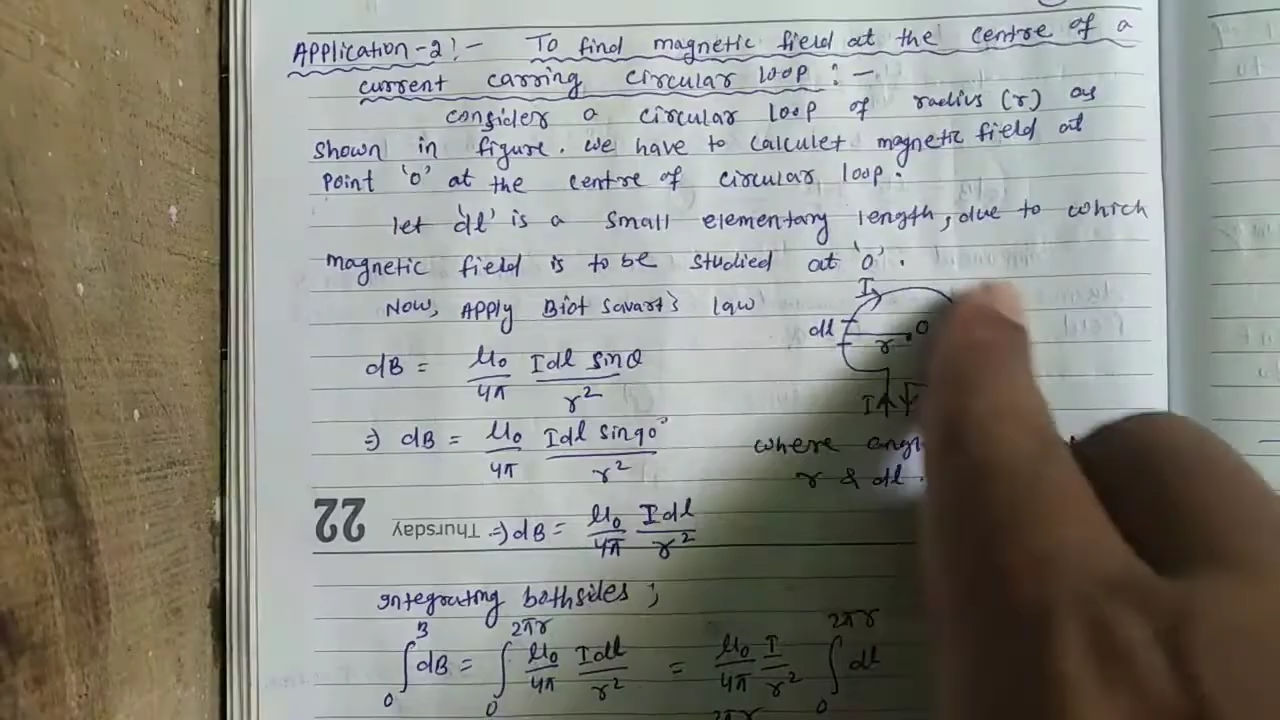 Application-2:- To find magnetic field at the centre of a
current carring circular loop :-
consider a circular loop of radius (r) as
shown in figure. we have to calculet magnetic field at
point 'o' at the centre of circular loop.
let 'dl' is a small elementary length, due to which
magnetic field is to be studied at 'o'.
Now, Apply Biot Savart's law
I
dl
O
r
I
dB = μ₀/4π Idl sinθ/r²
⇒ dB = μ₀/4π Idl sin90°/r²
where
r & dl
22 Thursday
⇒ dB = μ₀/4π Idl/r²
Integrating bothsides ;
∫₀ᴮ dB = ∫₀^2πr μ₀/4π Idl/r² = μ₀/4π I/r² ∫₀^2πr dl